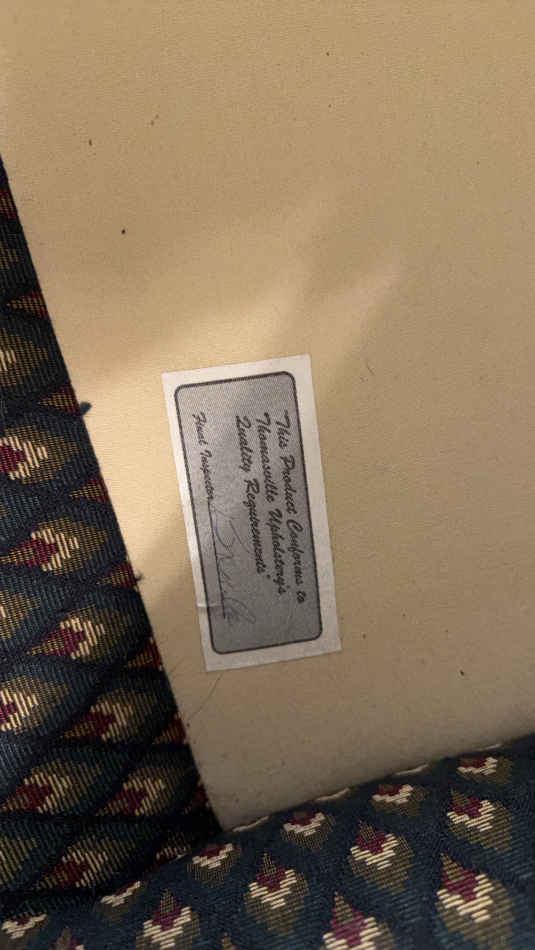 "This Product Conforms to
Thomasville Upholstery's
Quality Requirements"
Final Inspector